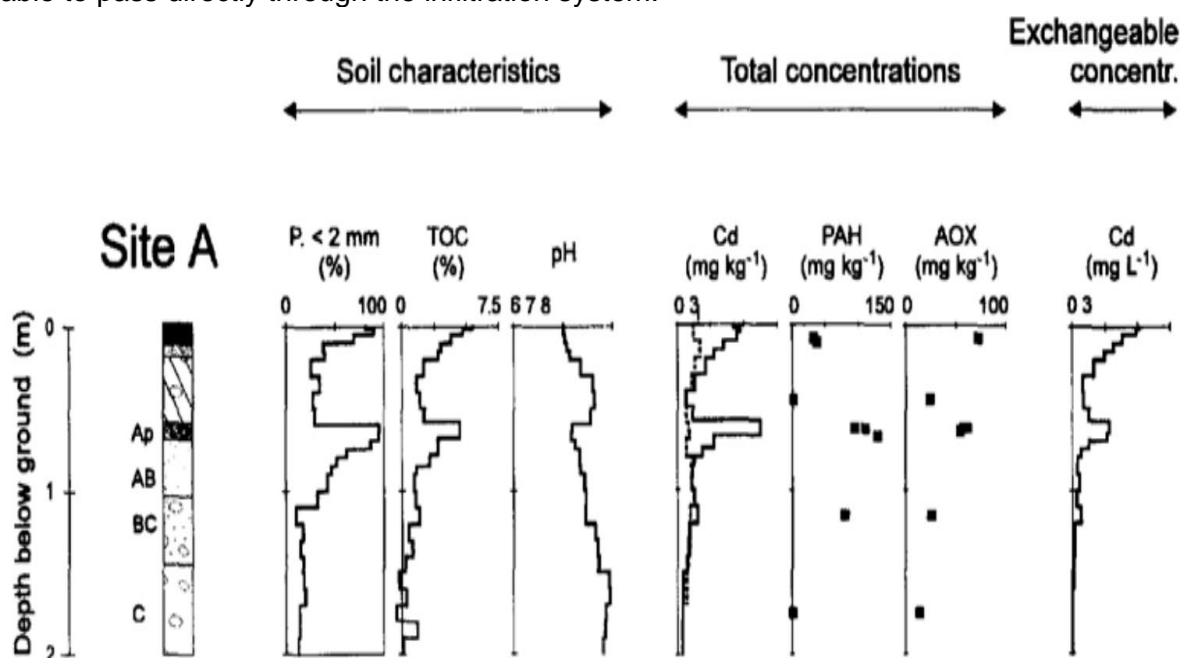 able to pass directly through the infiltration system.
Exchangeable
Soil characteristics Total concentrations concentr.
Site A
P. < 2 mm TOC pH Cd PAH AOX Cd
(%) (%) (mg kg⁻¹) (mg kg⁻¹) (mg kg⁻¹) (mg L⁻¹)
0 100 0 7.5 6 7 8 0 3 0 150 0 100 0 3
Depth below ground (m)
0
Ap
AB
1
BC
C
2